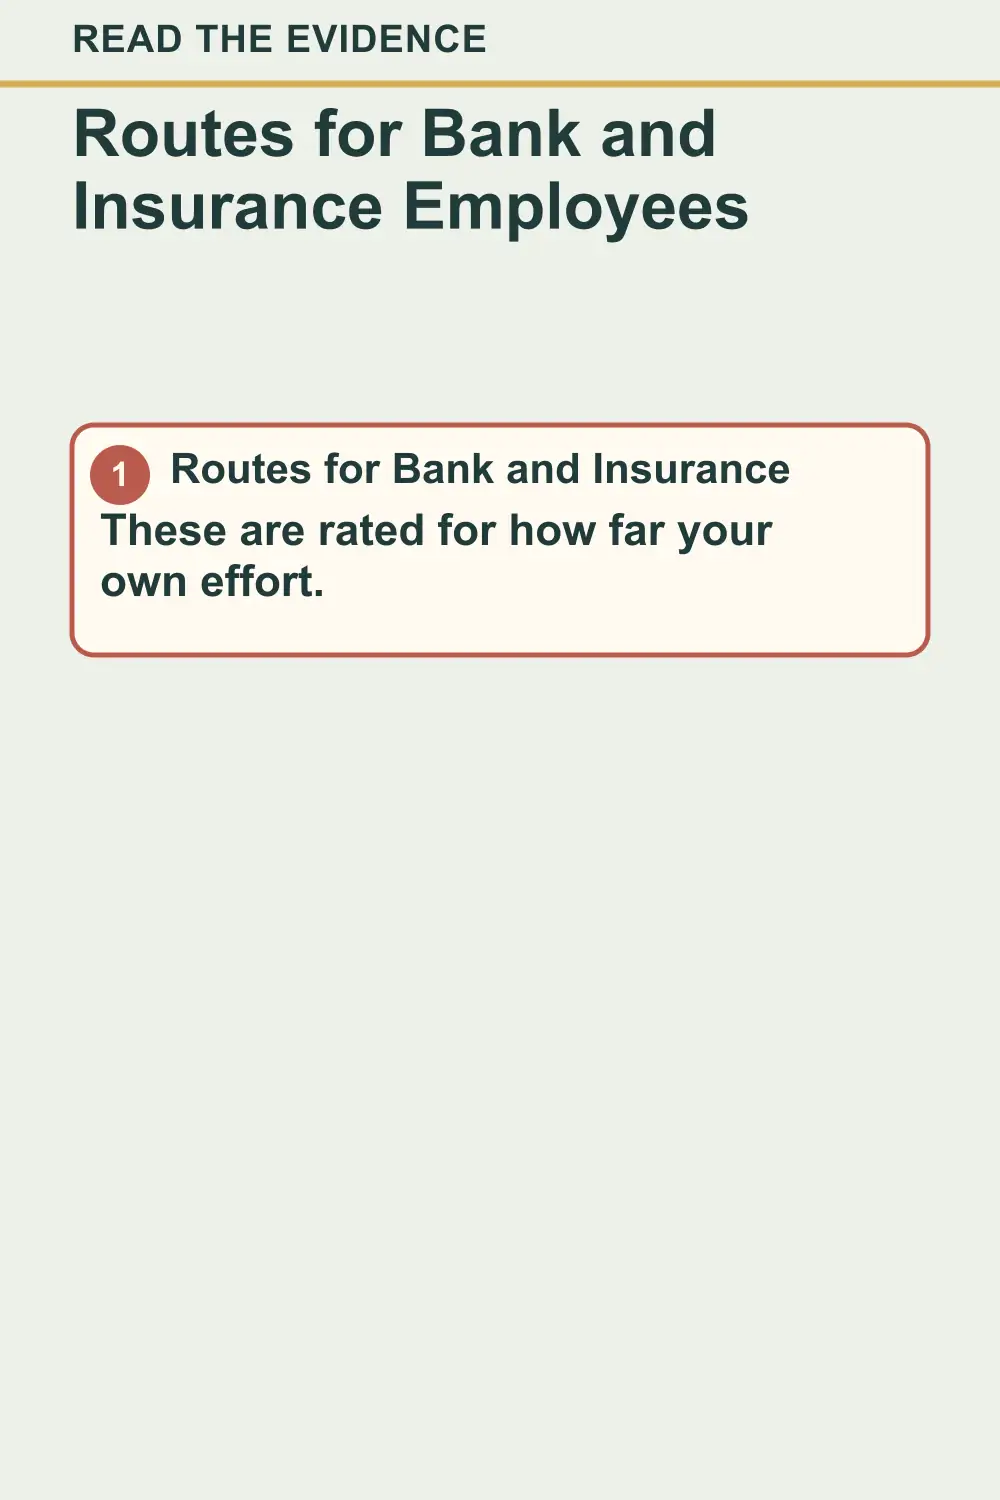 READ THE EVIDENCE
Routes for Bank and
Insurance Employees
1 Routes for Bank and Insurance
These are rated for how far your
own effort.